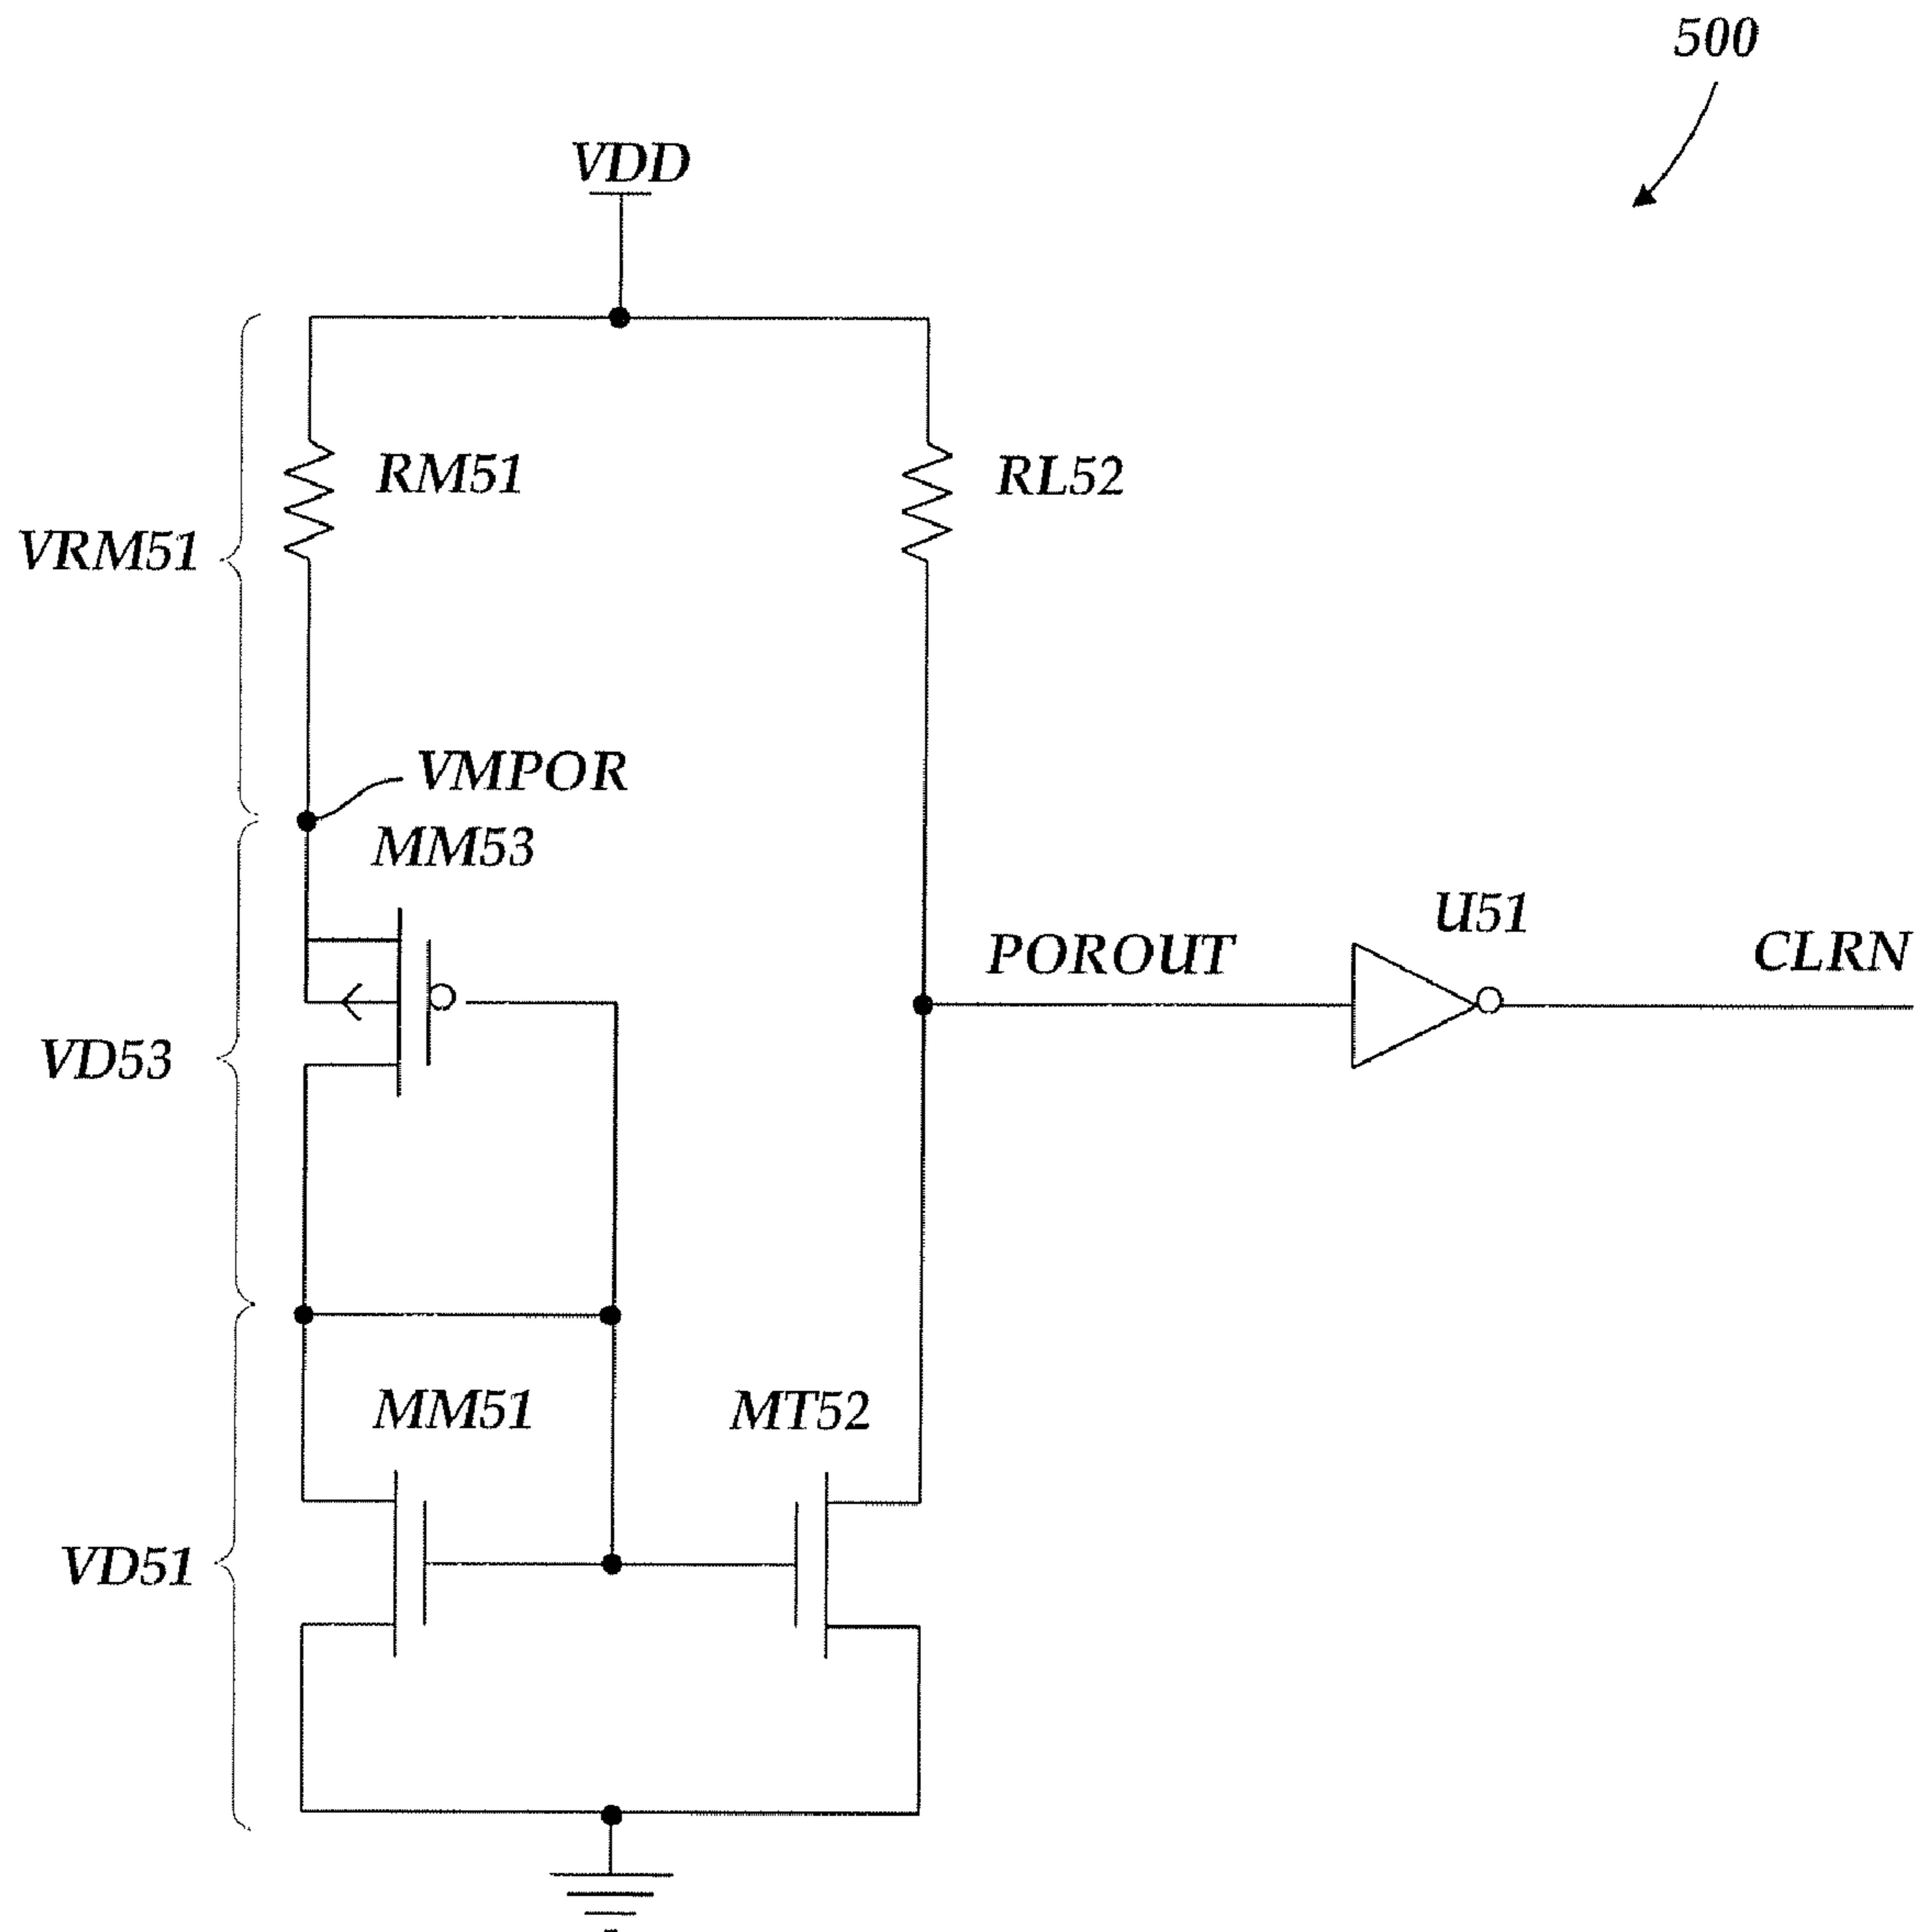 500
VDD
RM51
RL52
VRM51
VMPOR
MM53
U51
POROUT
CLRN
VD53
MM51
MT52
VD51